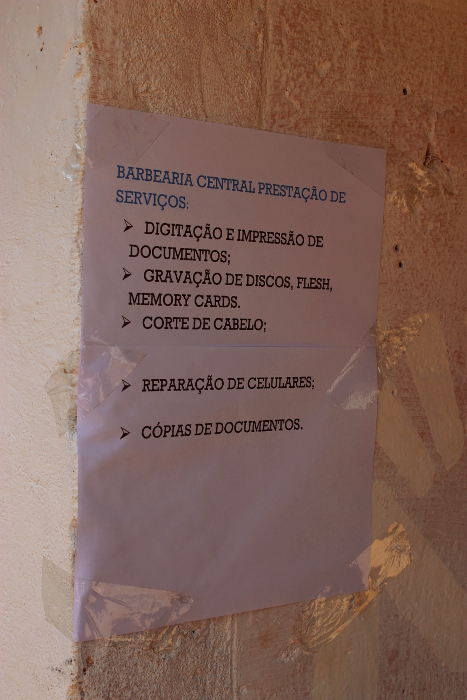 BARBEARIA CENTRAL PRESTAÇÃO DE
SERVIÇOS:
➢ DIGITAÇÃO E IMPRESSÃO DE
DOCUMENTOS;
➢ GRAVAÇÃO DE DISCOS, FLESH,
MEMORY CARDS.
➢ CORTE DE CABELO;
➢ REPARAÇÃO DE CELULARES;
➢ CÓPIAS DE DOCUMENTOS.